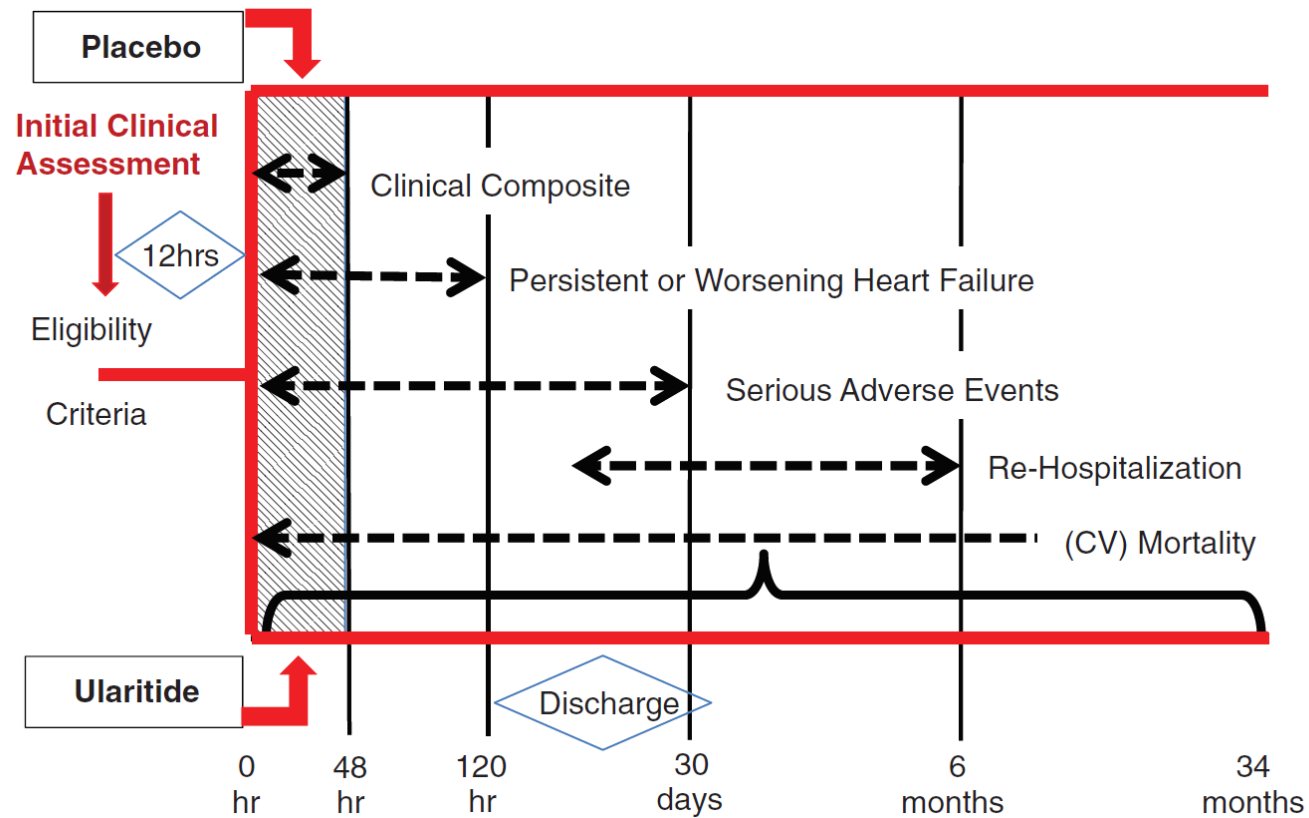 Placebo
Initial Clinical
Assessment
12hrs
Eligibility
Criteria
Clinical Composite
Persistent or Worsening Heart Failure
Serious Adverse Events
Re-Hospitalization
(CV) Mortality
Ularitide
Discharge
0
hr
48
hr
120
hr
30
days
6
months
34
months